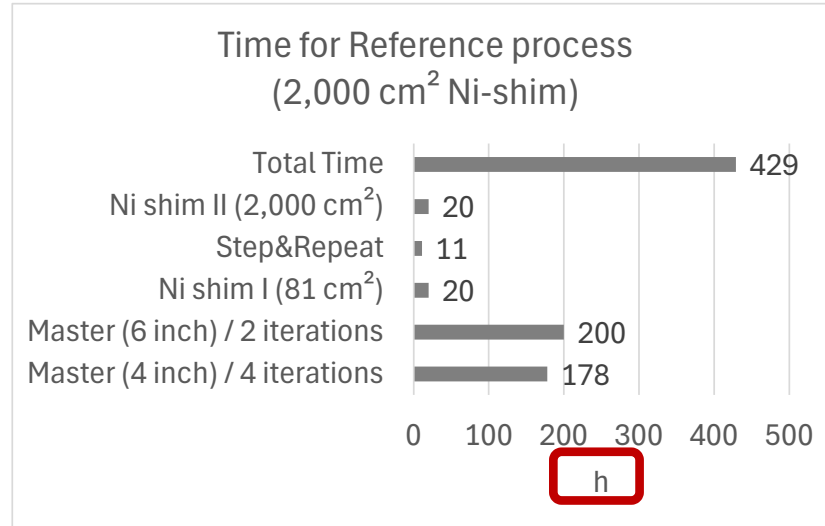 Time for Reference process
(2,000 cm² Ni-shim)
Total Time 429
Ni shim II (2,000 cm²) 20
Step&Repeat 11
Ni shim I (81 cm²) 20
Master (6 inch) / 2 iterations 200
Master (4 inch) / 4 iterations 178
0 100 200 300 400 500
h